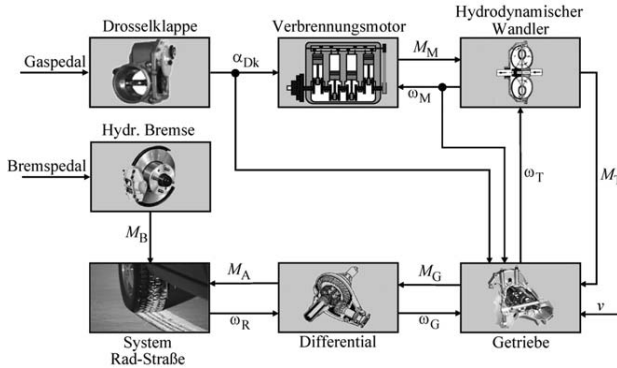 Drosselklappe
Verbrennungsmotor
Hydrodynamischer
Wandler
Gaspedal
α_Dk
M_M
ω_M
Hydr. Bremse
Bremspedal
ω_T
M_T
M_B
M_A
M_G
v
ω_R
ω_G
System
Rad-Straße
Differential
Getriebe